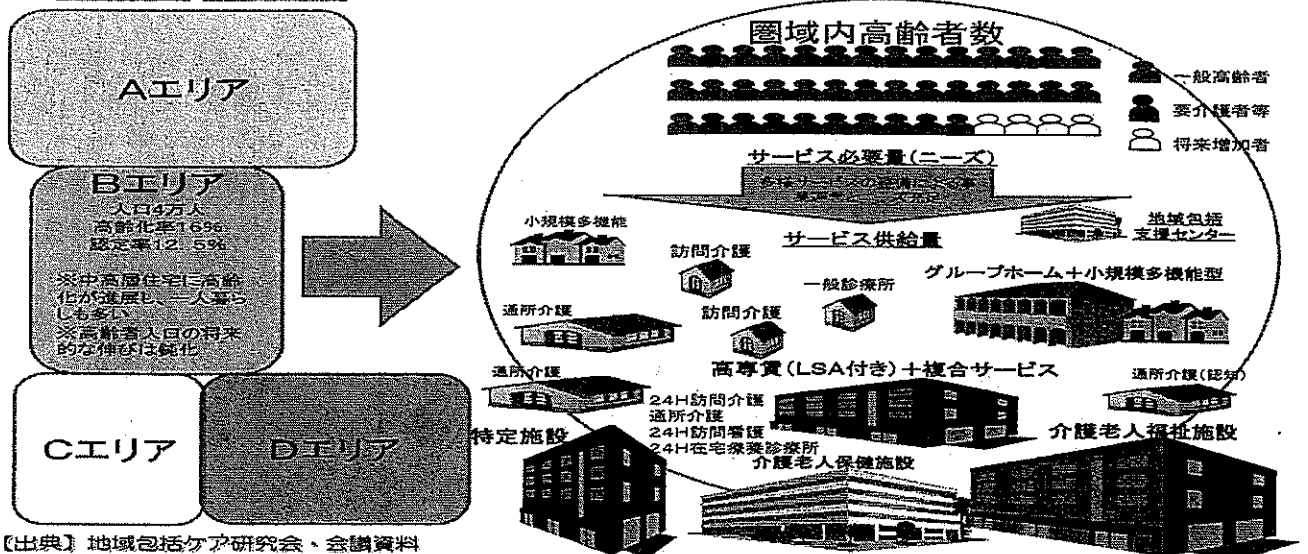 Aエリア
Bエリア
人口4万人
高齢化率16%
認定率12.5%
※中高層住宅に高齢
化が進展し、一人暮ら
しも多い
※高齢者人口の将来
的な伸びは鈍化
Cエリア
Dエリア
圏域内高齢者数
一般高齢者
要介護者等
将来増加者
サービス必要量(ニーズ)
サービス供給量
小規模多機能
地域包括
支援センター
訪問介護
一般診療所
グループホーム+小規模多機能型
通所介護
訪問介護
高専賃(LSA付き)+複合サービス
通所介護
通所介護(認知)
24H訪問介護
通所介護
24H訪問看護
24H在宅療養診療所
特定施設
介護老人福祉施設
介護老人保健施設
【出典】地域包括ケア研究会・会議資料